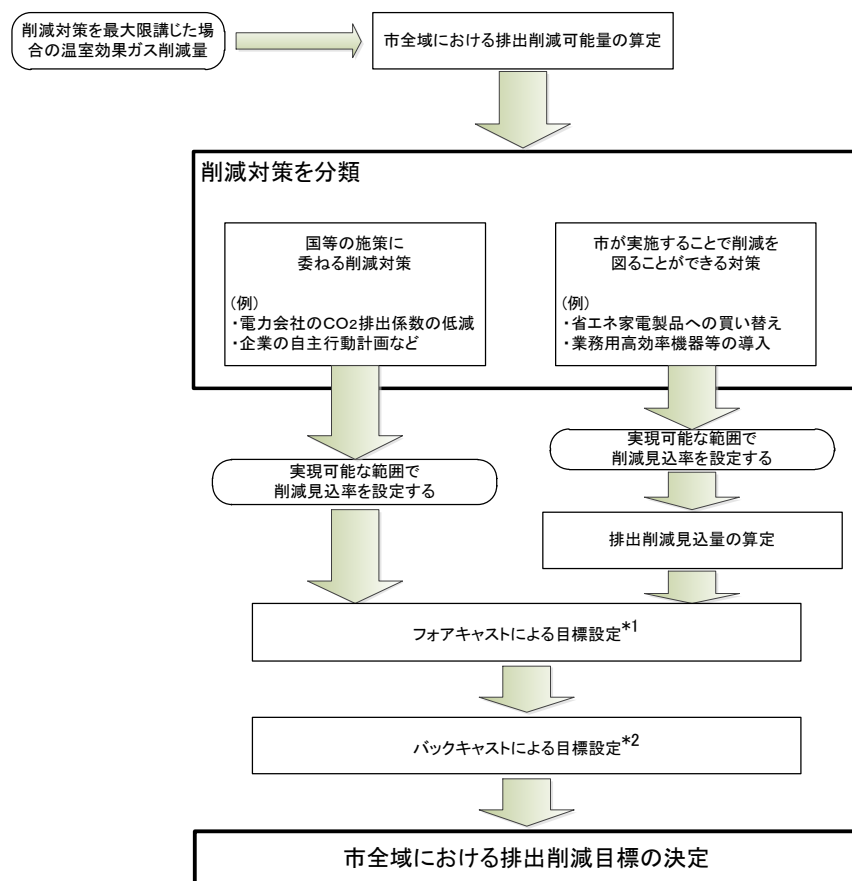 削減対策を最大限講じた場
合の温室効果ガス削減量
市全域における排出削減可能量の算定
削減対策を分類
国等の施策に
委ねる削減対策
(例)
・電力会社のCO2排出係数の低減
・企業の自主行動計画など
市が実施することで削減を
図ることができる対策
(例)
・省エネ家電製品への買い替え
・業務用高効率機器等の導入
実現可能な範囲で
削減見込率を設定する
実現可能な範囲で
削減見込率を設定する
排出削減見込量の算定
フォアキャストによる目標設定*1
バックキャストによる目標設定*2
市全域における排出削減目標の決定